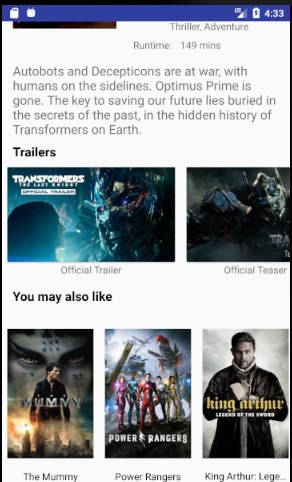 4:33
Thriller, Adventure
Runtime: 149 mins
Autobots and Decepticons are at war, with
humans on the sidelines. Optimus Prime is
gone. The key to saving our future lies buried in
the secrets of the past, in the hidden history of
Transformers on Earth.
Trailers
TRANSFORMERS
THE LAST KNIGHT
OFFICIAL TRAILER
Official Trailer
Official Teaser
You may also like
MUMMY
POWER RANGERS
king arthur
LEGEND OF THE SWORD
The Mummy
Power Rangers
King Arthur: Lege...